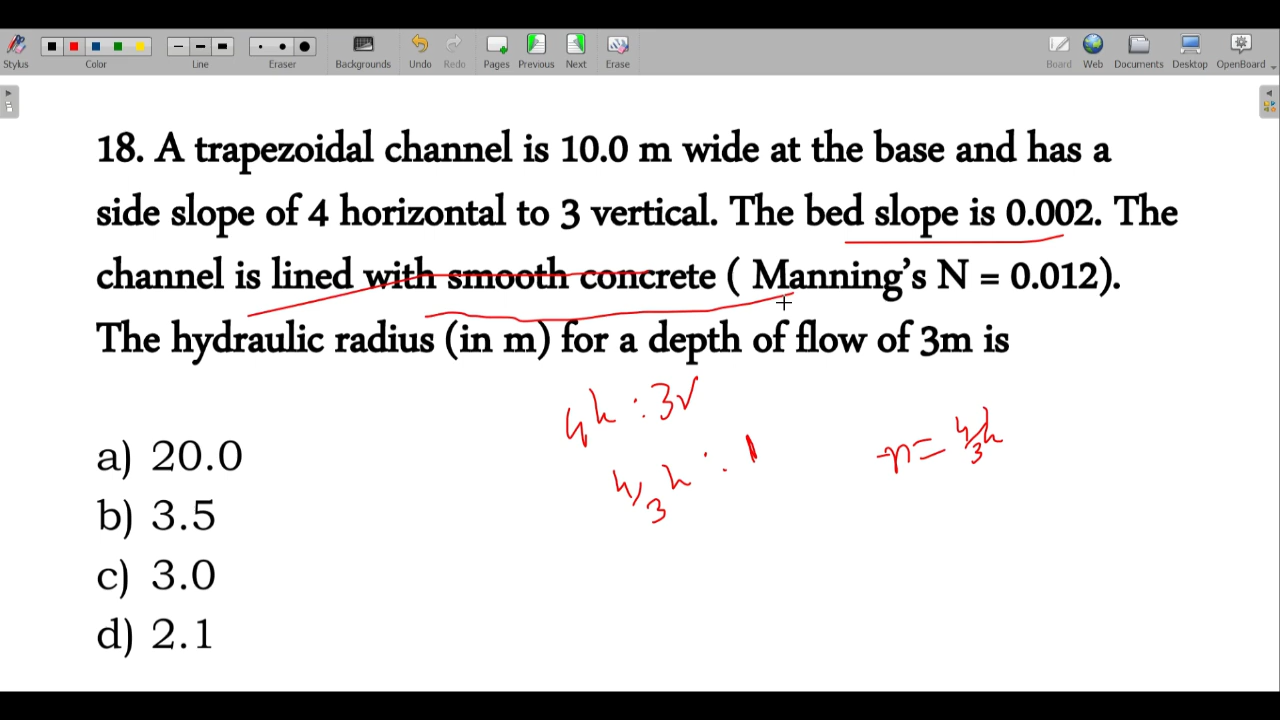 Stylus Color Line Eraser Backgrounds Undo Redo Pages Previous Next Erase Board Web Documents Desktop OpenBoard
18. A trapezoidal channel is 10.0 m wide at the base and has a
side slope of 4 horizontal to 3 vertical. The bed slope is 0.002. The
channel is lined with smooth concrete ( Manning's N = 0.012).
The hydraulic radius (in m) for a depth of flow of 3m is
4h : 3v
n = 4/3h
a) 20.0
4/3 h : 1
b) 3.5
c) 3.0
d) 2.1